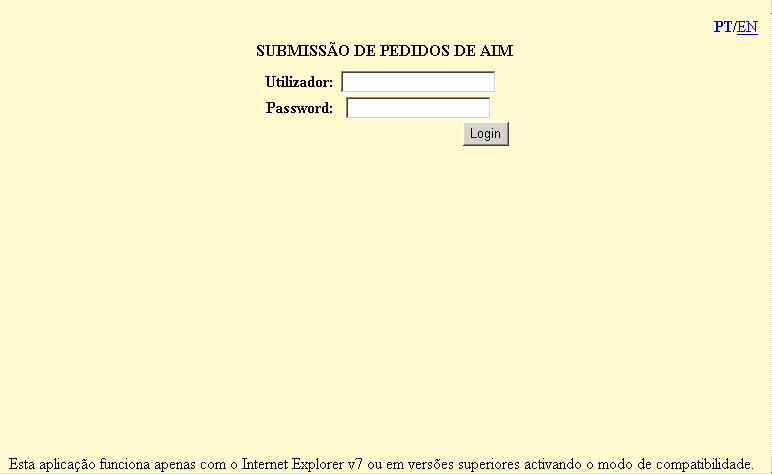 PT/EN
SUBMISSÃO DE PEDIDOS DE AIM
Utilizador:
Password:
Login
Esta aplicação funciona apenas com o Internet Explorer v7 ou em versões superiores activando o modo de compatibilidade.